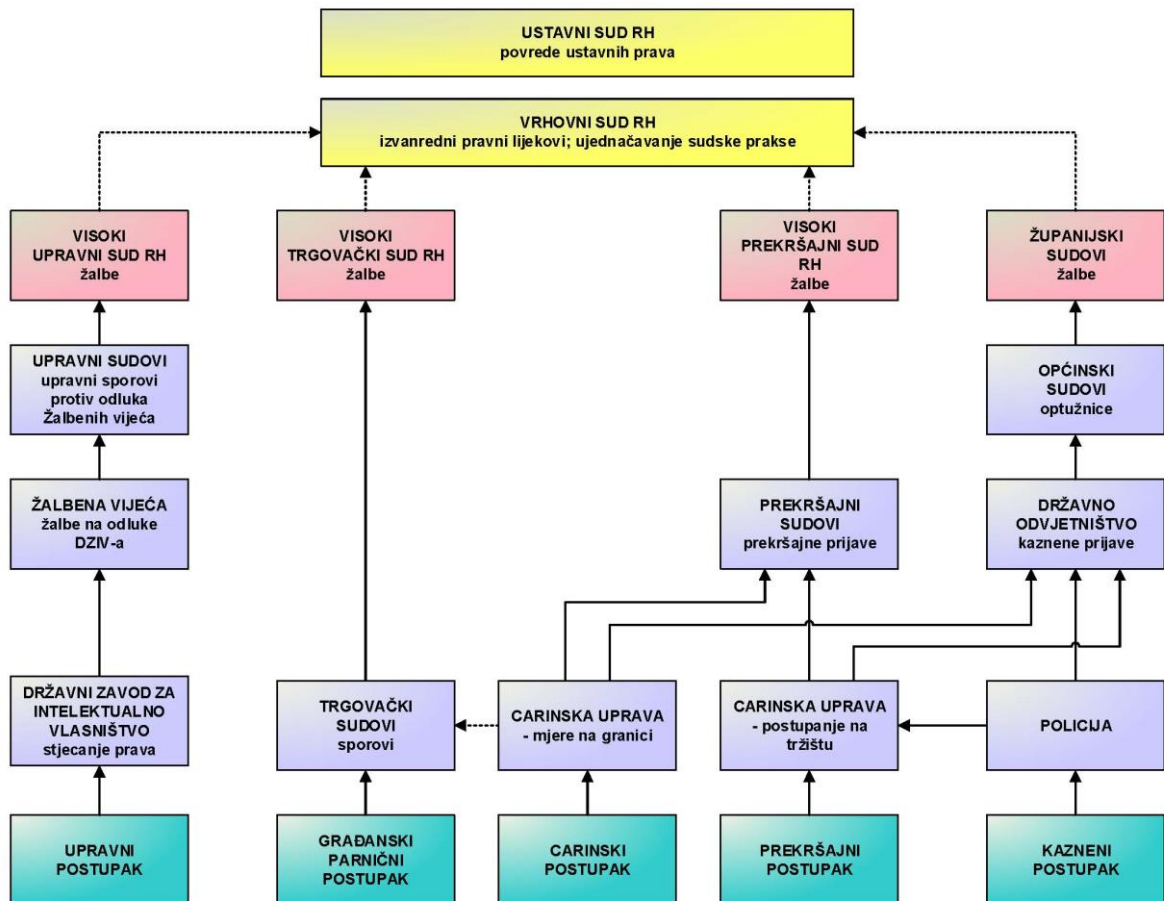 USTAVNI SUD RH
povrede ustavnih prava
VRHOVNI SUD RH
izvanredni pravni lijekovi; ujednačavanje sudske prakse
VISOKI
UPRAVNI SUD RH
žalbe
VISOKI
TRGOVAČKI SUD RH
žalbe
VISOKI
PREKRŠAJNI SUD
RH
žalbe
ŽUPANIJSKI
SUDOVI
žalbe
UPRAVNI SUDOVI
upravni sporovi
protiv odluka
Žalbenih vijeća
OPĆINSKI
SUDOVI
optužnice
ŽALBENA VIJEĆA
žalbe na odluke
DZIV-a
PREKRŠAJNI
SUDOVI
prekršajne prijave
DRŽAVNO
ODVJETNIŠTVO
kaznene prijave
DRŽAVNI ZAVOD ZA
INTELEKTUALNO
VLASNIŠTVO
stjecanje prava
TRGOVAČKI
SUDOVI
sporovi
CARINSKA UPRAVA
- mjere na granici
CARINSKA UPRAVA
- postupanje na
tržištu
POLICIJA
UPRAVNI
POSTUPAK
GRAĐANSKI
PARNIČNI
POSTUPAK
CARINSKI
POSTUPAK
PREKRŠAJNI
POSTUPAK
KAZNENI
POSTUPAK